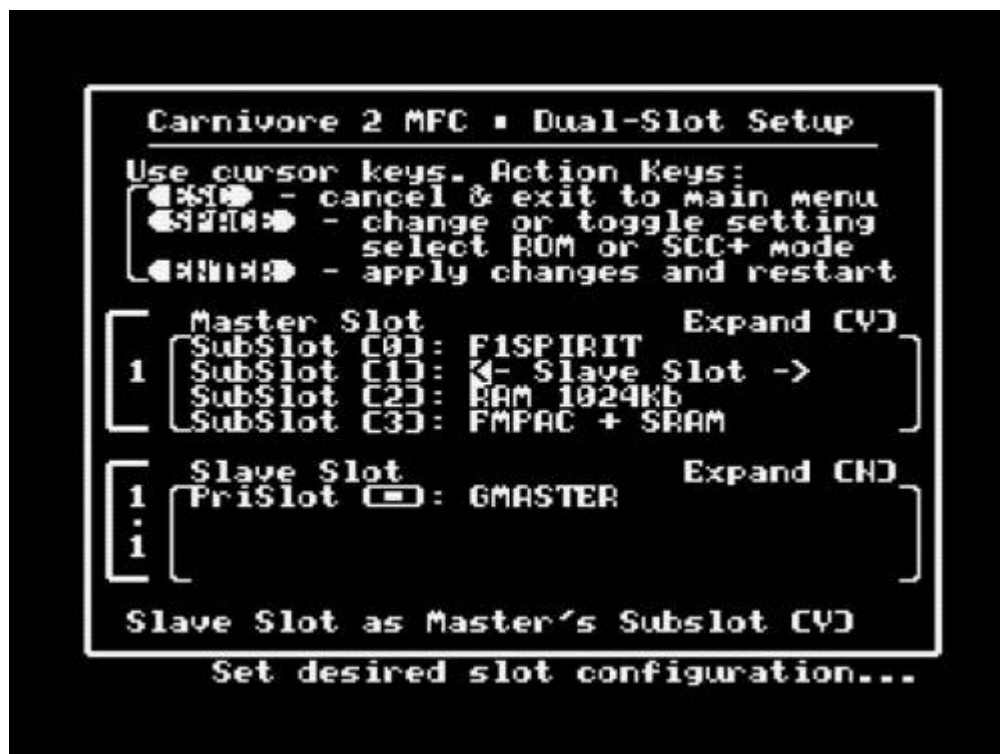 Carnivore 2 MFC ▪ Dual-Slot Setup
Use cursor keys. Action Keys:
<ESC> - cancel & exit to main menu
<SPACE> - change or toggle setting
select ROM or SCC+ mode
<ENTER> - apply changes and restart
Master Slot Expand [Y]
SubSlot [0]: F1SPIRIT
1 SubSlot [1]: <- Slave Slot ->
SubSlot [2]: RAM 1024Kb
SubSlot [3]: FMPAC + SRAM
Slave Slot Expand [N]
1 PriSlot [▪]: GMASTER
.
1
Slave Slot as Master's Subslot [Y]
Set desired slot configuration...